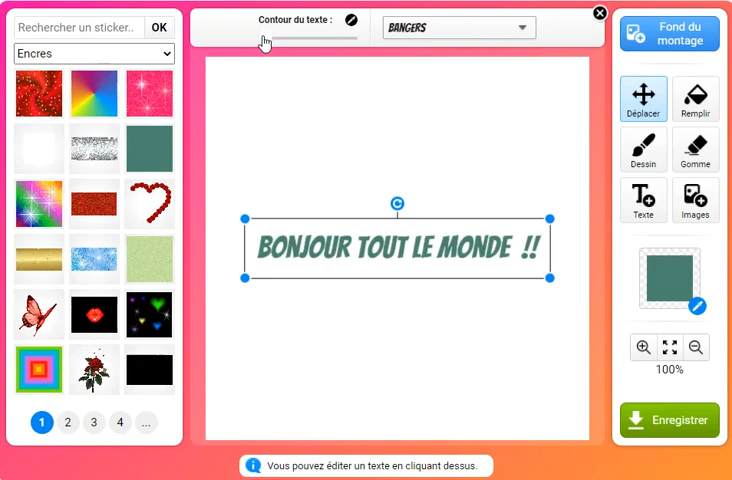 Rechercher un sticker..
OK
Encres
1
2
3
4
...
Contour du texte :
BANGERS
BONJOUR TOUT LE MONDE !!
Vous pouvez éditer un texte en cliquant dessus.
Fond du
montage
Déplacer
Remplir
Dessin
Gomme
Texte
Images
100%
Enregistrer